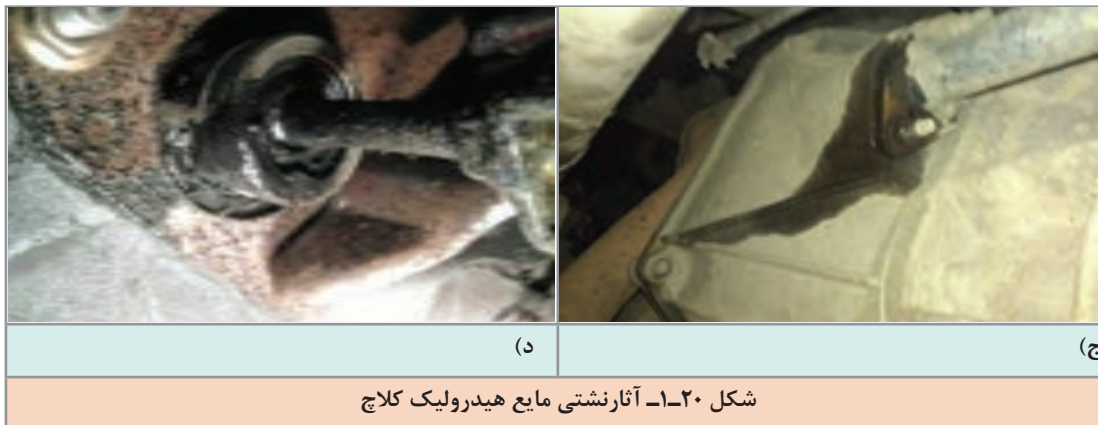 ج)
د)
شکل ۲۰ـ۱ـ آثارنشتی مایع هیدرولیک کلاچ